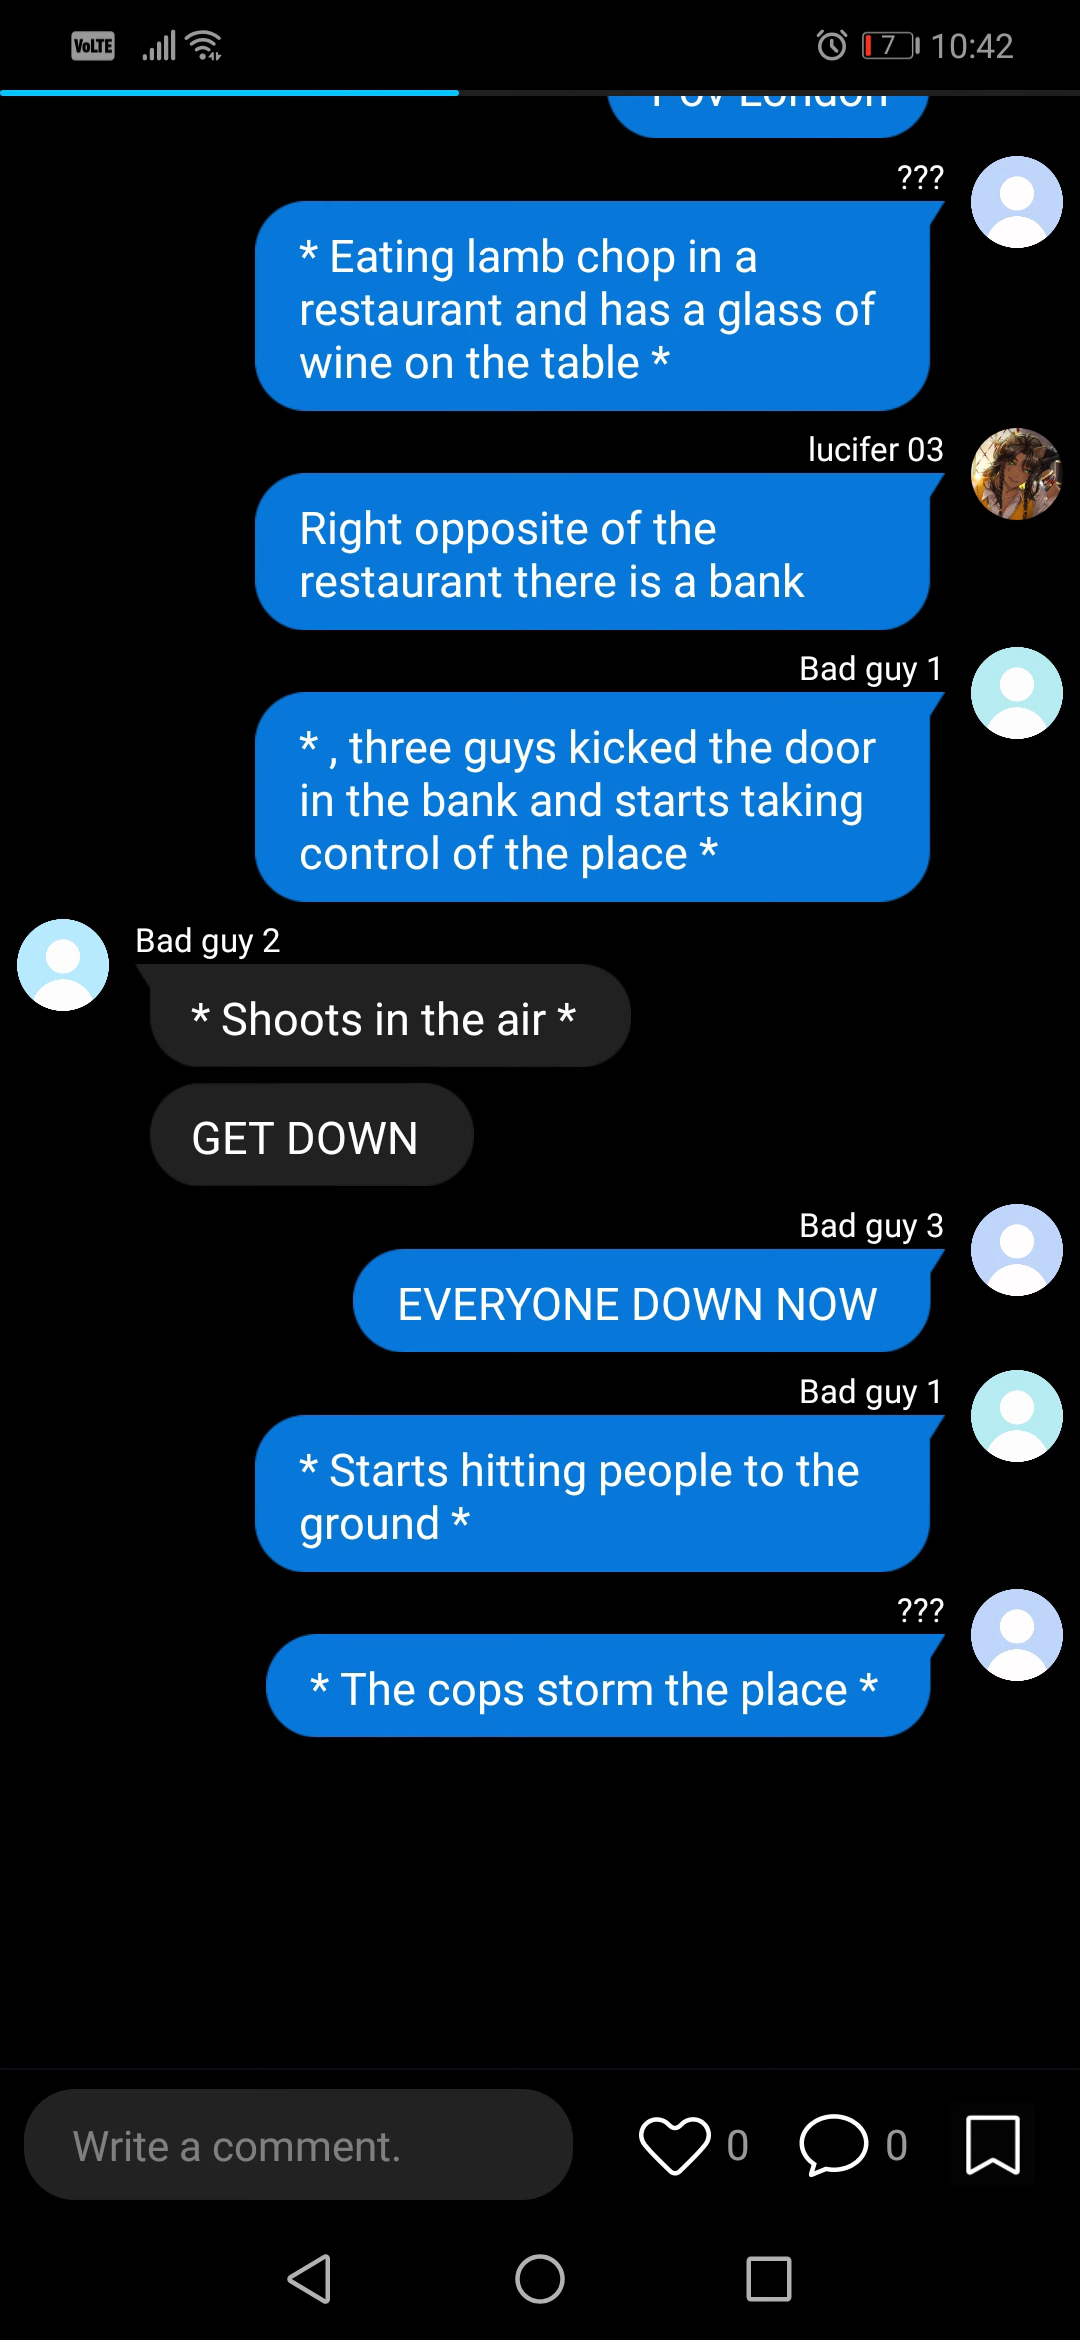 VoLTE
7
10:42
Pov London
???
* Eating lamb chop in a
restaurant and has a glass of
wine on the table *
lucifer 03
Right opposite of the
restaurant there is a bank
Bad guy 1
* , three guys kicked the door
in the bank and starts taking
control of the place *
Bad guy 2
* Shoots in the air *
GET DOWN
Bad guy 3
EVERYONE DOWN NOW
Bad guy 1
* Starts hitting people to the
ground *
???
* The cops storm the place *
Write a comment.
0
0